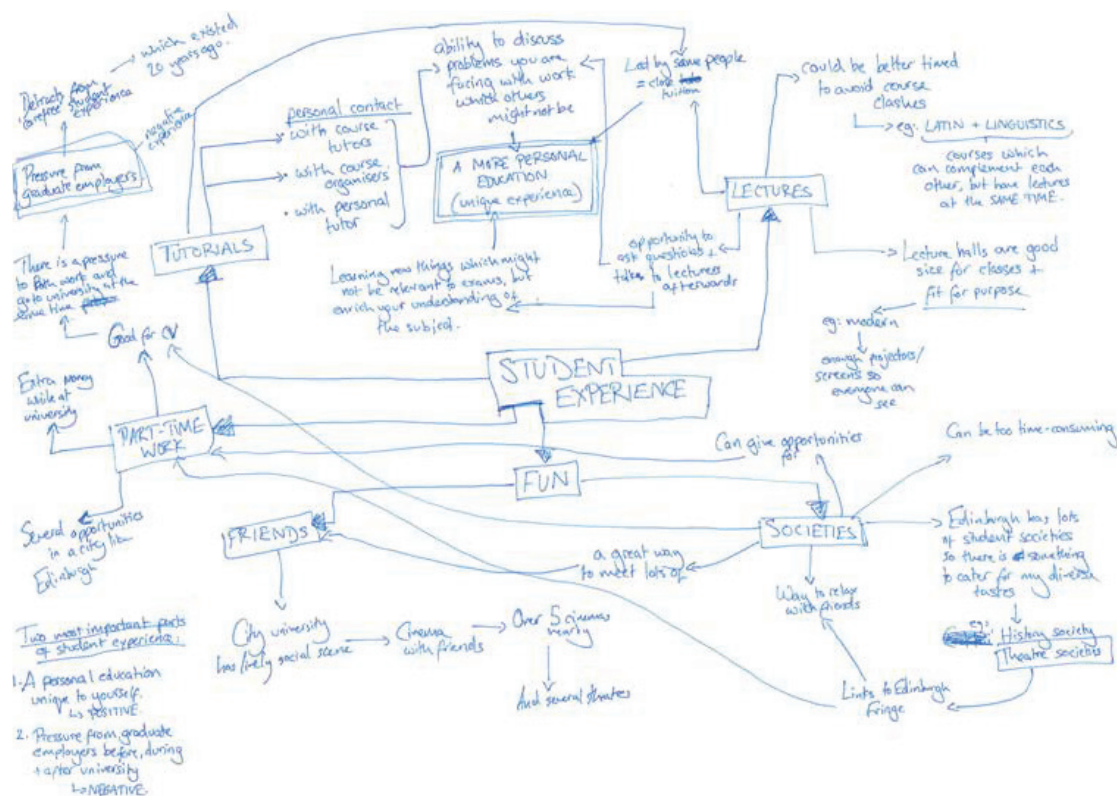 which existed
20 years ago.
Detracts from
carefree student
experience
negative
experience
Pressure from
graduate employers
There is a pressure
to both work and
go to university at the
same time
Good for CV
Extra money
while at
university
PART-TIME
WORK
Several opportunities
in a city like
Edinburgh
TUTORIALS
personal contact
• with course
tutors
• with course
organisers
• with personal
tutor
ability to discuss
problems you are
facing with work
which others
might not be
A MORE PERSONAL
EDUCATION
(unique experience)
Led by same people
= close
tuition
Learning new things which might
not be relevant to exams, but
enrich your understanding of
the subject.
opportunity to
ask questions +
talk to lecturers
afterwards
LECTURES
could be better timed
to avoid course
clashes
eg: LATIN + LINGUISTICS
courses which
can complement each
other, but have lectures
at the SAME TIME.
Lecture halls are good
size for classes +
fit for purpose
eg: modern
enough projectors/
screens so
everyone can
see
STUDENT
EXPERIENCE
FUN
FRIENDS
City university
has lively social scene
Cinema
with friends
Over 5 cinemas
nearby
And several theatres
a great way
to meet lots of
Can give opportunities
for
SOCIETIES
Can be too time-consuming
Edinburgh has lots
of student societies
so there is something
to cater for my diverse
tastes
eg:
History society
Theatre societies
Way to relax
with friends
Links to Edinburgh
Fringe
Two most important parts
of student experience:
1. A personal education
unique to yourself.
↳ POSITIVE.
2. Pressure from graduate
employers before, during
+ after university
↳ NEGATIVE.